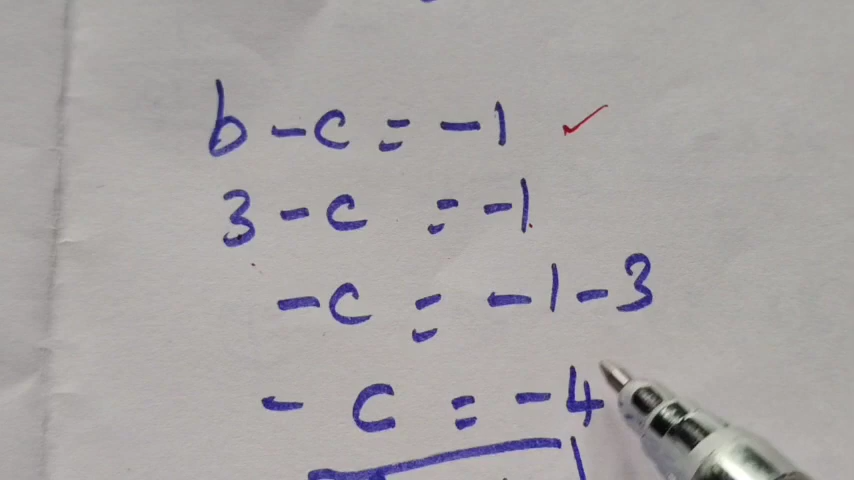 b - c = -1
3 - c = -1
- c = -1 - 3
- c = -4